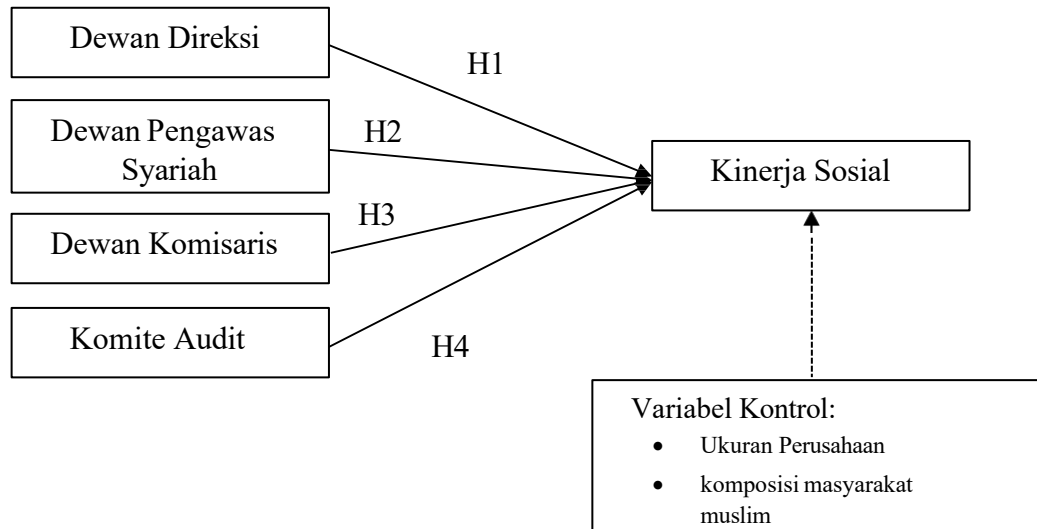 Dewan Direksi
H1
Dewan Pengawas
Syariah
H2
Kinerja Sosial
Dewan Komisaris
H3
Komite Audit
H4
Variabel Kontrol:
• Ukuran Perusahaan
• komposisi masyarakat
muslim